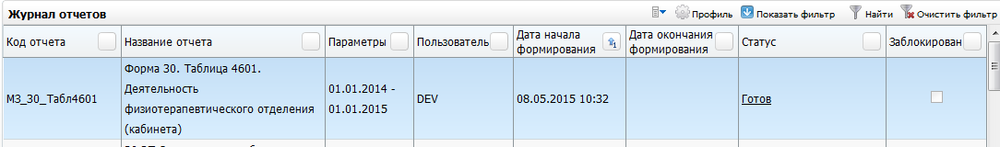 Журнал отчетов Профиль Показать фильтр Найти Очистить фильтр
Код отчета Название отчета Параметры Пользователь Дата начала формирования Дата окончания формирования Статус Заблокирован
Форма 30. Таблица 4601.
Деятельность
физиотерапевтического отделения
(кабинета)
МЗ_30_Табл4601
01.01.2014 -
01.01.2015
DEV
08.05.2015 10:32
Готов